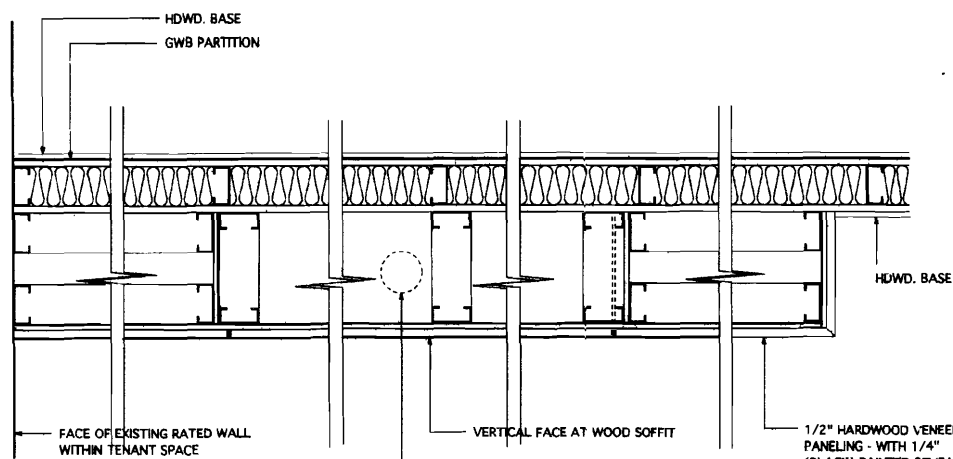 HDWD. BASE
GWB PARTITION
HDWD. BASE
FACE OF EXISTING RATED WALL
WITHIN TENANT SPACE
VERTICAL FACE AT WOOD SOFFIT
1/2" HARDWOOD VENEE
PANELING - WITH 1/4"